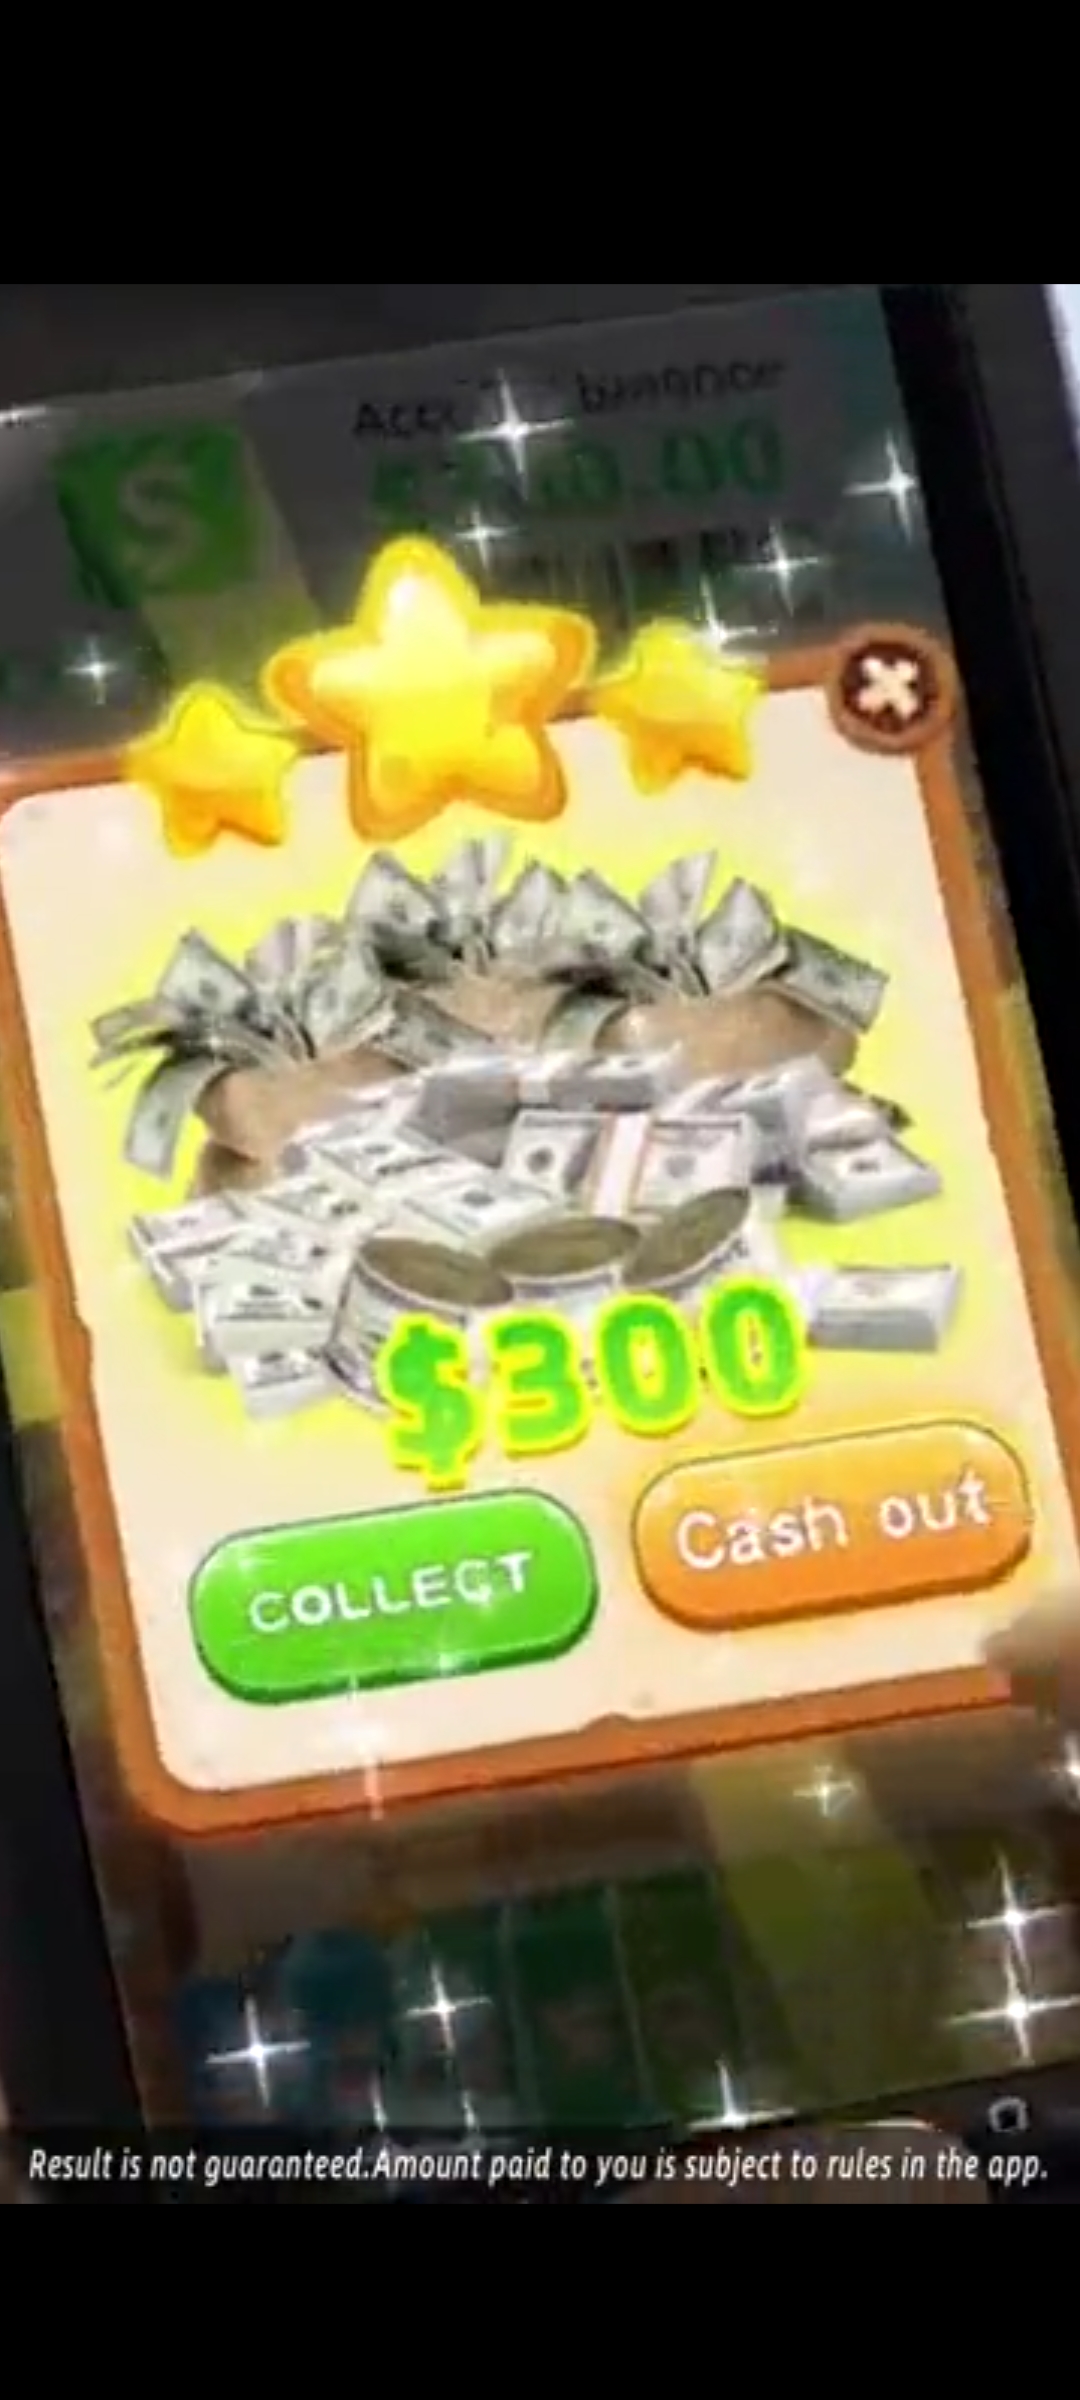 $300
COLLECT
Cash out
Result is not guaranteed.Amount paid to you is subject to rules in the app.